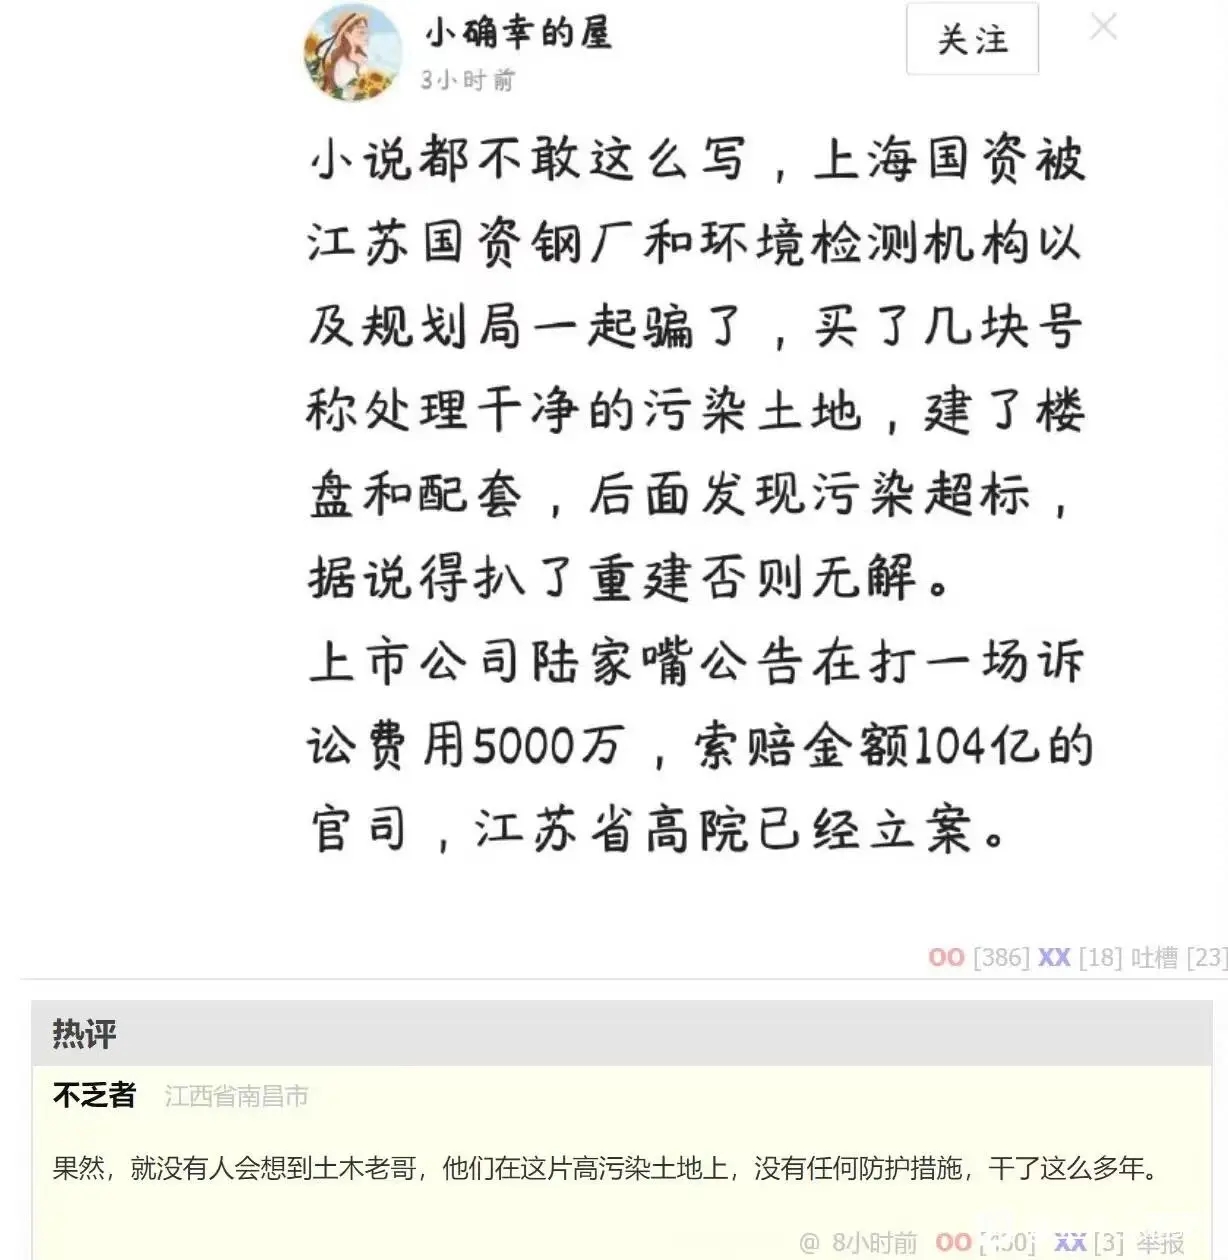 小确幸的屋
关注
3小时前
小说都不敢这么写，上海国资被
江苏国资钢厂和环境检测机构以
及规划局一起骗了，买了几块号
称处理干净的污染土地，建了楼
盘和配套，后面发现污染超标，
据说得扒了重建否则无解。
上市公司陆家嘴公告在打一场诉
讼费用5000万，索赔金额104亿的
官司，江苏省高院已经立案。
OO [386] XX [18] 吐槽 [23]
热评
不乏者 江西省南昌市
果然，就没有人会想到土木老哥，他们在这片高污染土地上，没有任何防护措施，干了这么多年。
@ 8小时前 OO XX [3] 举报